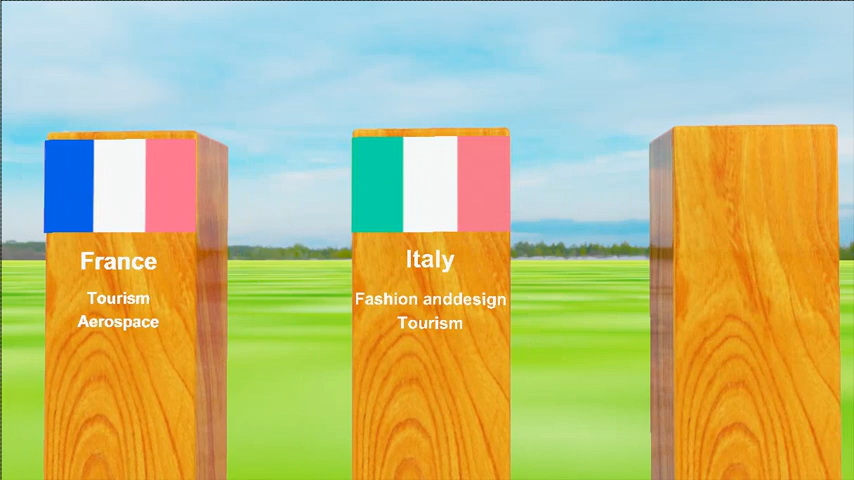 France
Tourism
Aerospace
Italy
Fashion anddesign
Tourism